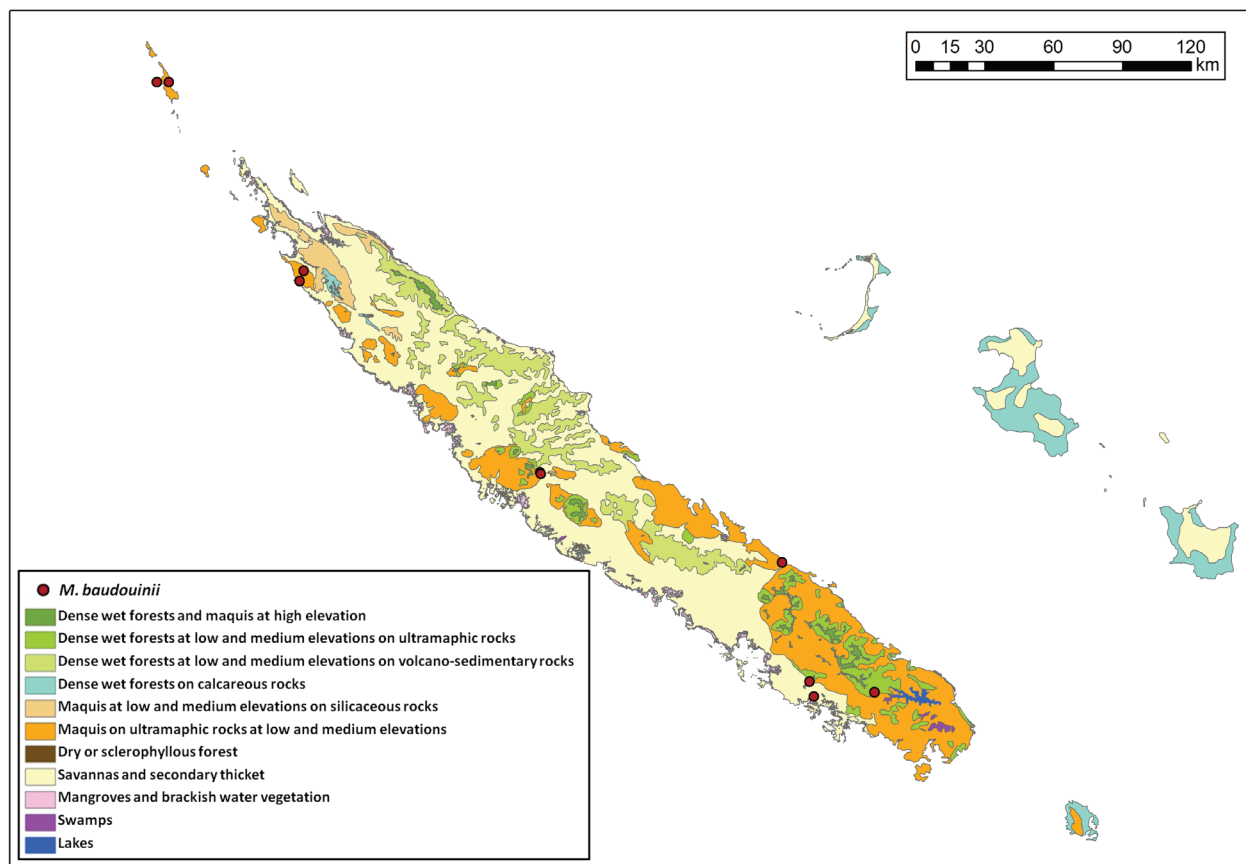 0 15 30 60 90 120
km
M. baudouinii
Dense wet forests and maquis at high elevation
Dense wet forests at low and medium elevations on ultramaphic rocks
Dense wet forests at low and medium elevations on volcano-sedimentary rocks
Dense wet forests on calcareous rocks
Maquis at low and medium elevations on silicaceous rocks
Maquis on ultramaphic rocks at low and medium elevations
Dry or sclerophyllous forest
Savannas and secondary thicket
Mangroves and brackish water vegetation
Swamps
Lakes